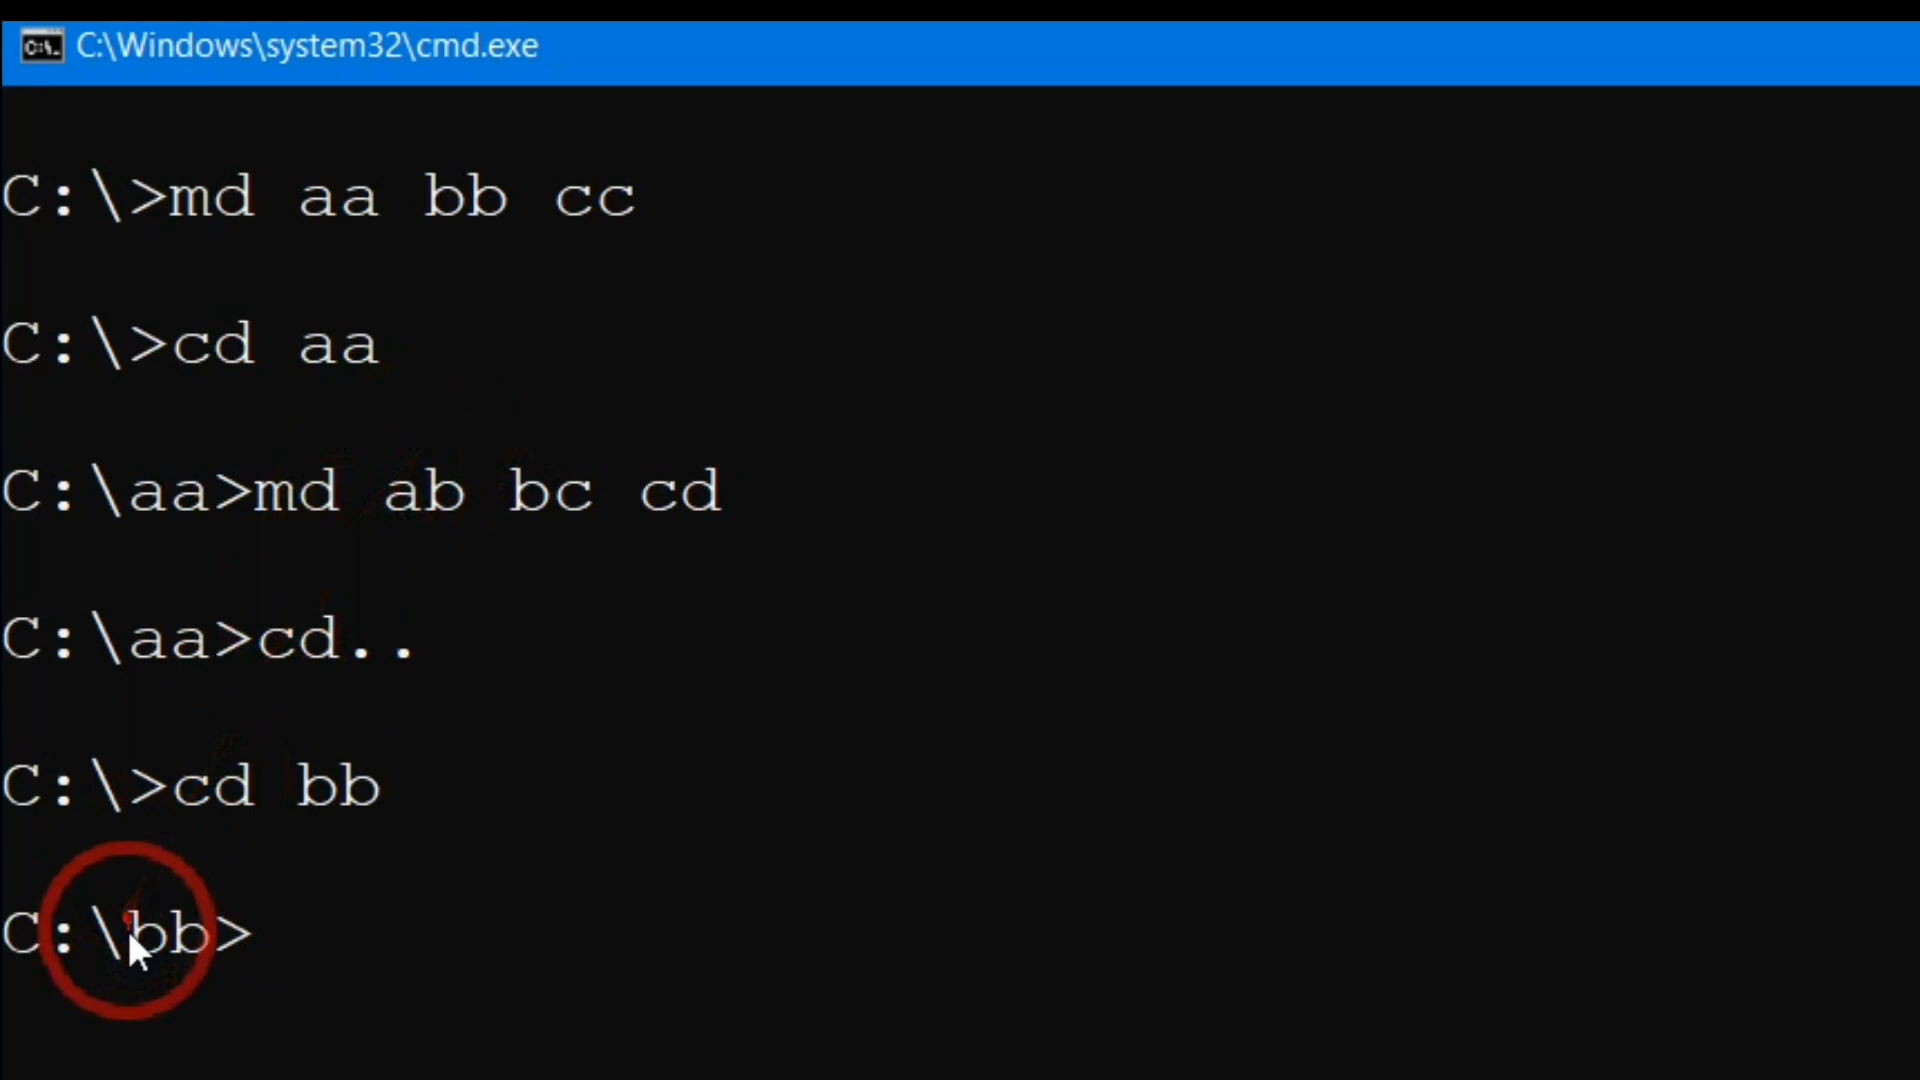 C:\Windows\system32\cmd.exe
C:\>md aa bb cc
C:\>cd aa
C:\aa>md ab bc cd
C:\aa>cd..
C:\>cd bb
C:\bb>